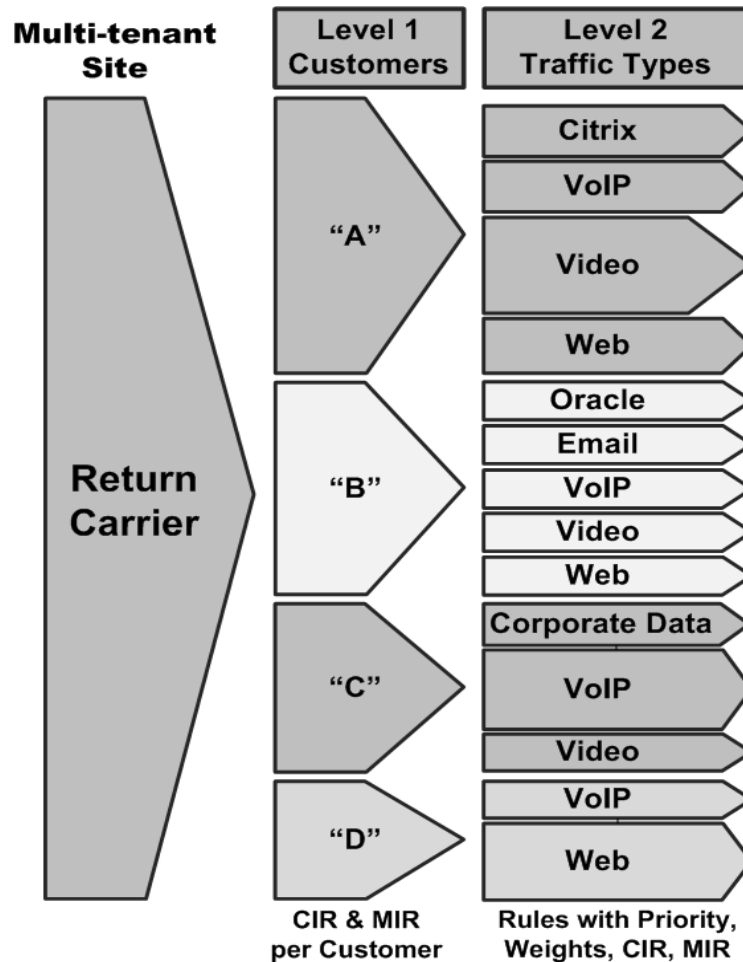 Multi-tenant
Site
Level 1
Customers
Level 2
Traffic Types
Return
Carrier
“A”
Citrix
VoIP
Video
Web
“B”
Oracle
Email
VoIP
Video
Web
“C”
Corporate Data
VoIP
Video
“D”
VoIP
Web
CIR & MIR
per Customer
Rules with Priority,
Weights, CIR, MIR